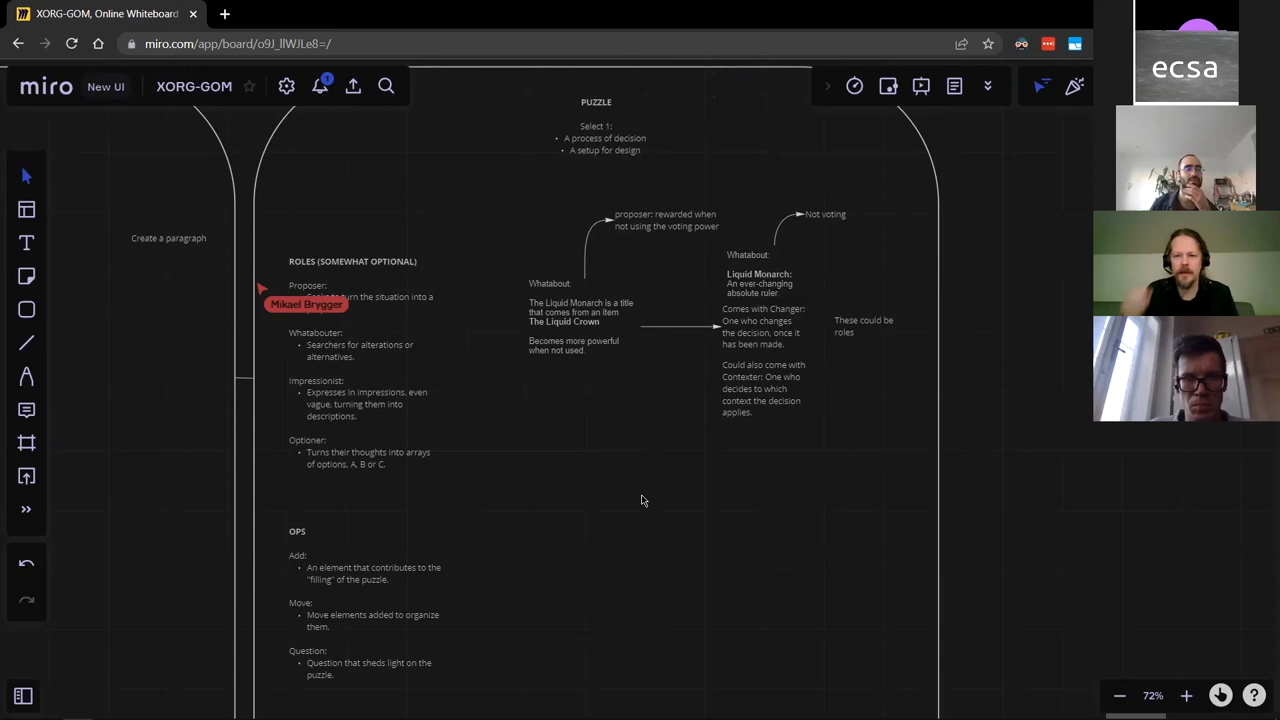 XORG-GOM, Online Whiteboard
miro.com/app/board/o9J_lIWJLe8=/
miro
New UI
XORG-GOM
1
ecsa
PUZZLE
Select 1:
• A process of decision
• A setup for design
Create a paragraph
ROLES (SOMEWHAT OPTIONAL)
Proposer:
turn the situation into a
Mikael Brygger
Whatabouter:
• Searchers for alterations or
alternatives.
Impressionist:
• Expresses in impressions, even
vague, turning them into
descriptions.
Optioner:
• Turns their thoughts into arrays
of options, A, B or C.
OPS
Add:
• An element that contributes to the
"filling" of the puzzle.
Move:
• Move elements added to organize
them.
Question:
• Question that sheds light on the
puzzle.
proposer: rewarded when
not using the voting power
Whatabout:
The Liquid Monarch is a title
that comes from an item
The Liquid Crown
Becomes more powerful
when not used.
Not voting
Whatabout:
Liquid Monarch:
An ever-changing
absolute ruler.
Comes with Changer:
One who changes
the decision, once it
has been made.
Could also come with
Contexter: One who
decides to which
context the decision
applies.
These could be
roles
72%